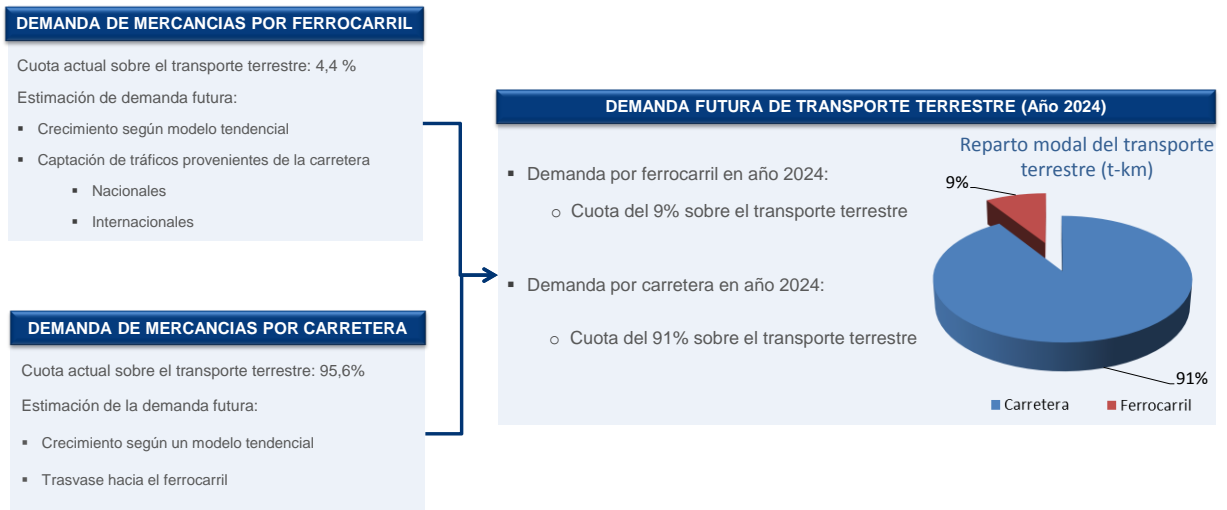 DEMANDA DE MERCANCIAS POR FERROCARRIL
Cuota actual sobre el transporte terrestre: 4,4 %
Estimación de demanda futura:
▪ Crecimiento según modelo tendencial
▪ Captación de tráficos provenientes de la carretera
▪ Nacionales
▪ Internacionales
DEMANDA DE MERCANCIAS POR CARRETERA
Cuota actual sobre el transporte terrestre: 95,6%
Estimación de la demanda futura:
▪ Crecimiento según un modelo tendencial
▪ Trasvase hacia el ferrocarril
DEMANDA FUTURA DE TRANSPORTE TERRESTRE (Año 2024)
▪ Demanda por ferrocarril en año 2024:
o Cuota del 9% sobre el transporte terrestre
▪ Demanda por carretera en año 2024:
o Cuota del 91% sobre el transporte terrestre
Reparto modal del transporte
terrestre (t-km)
9%
91%
Carretera
Ferrocarril